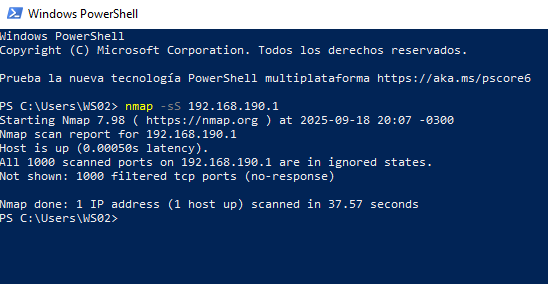 Windows PowerShell
Windows PowerShell
Copyright (C) Microsoft Corporation. Todos los derechos reservados.
Prueba la nueva tecnología PowerShell multiplataforma https://aka.ms/pscore6
PS C:\Users\WS02> nmap -sS 192.168.190.1
Starting Nmap 7.98 ( https://nmap.org ) at 2025-09-18 20:07 -0300
Nmap scan report for 192.168.190.1
Host is up (0.00050s latency).
All 1000 scanned ports on 192.168.190.1 are in ignored states.
Not shown: 1000 filtered tcp ports (no-response)
Nmap done: 1 IP address (1 host up) scanned in 37.57 seconds
PS C:\Users\WS02>